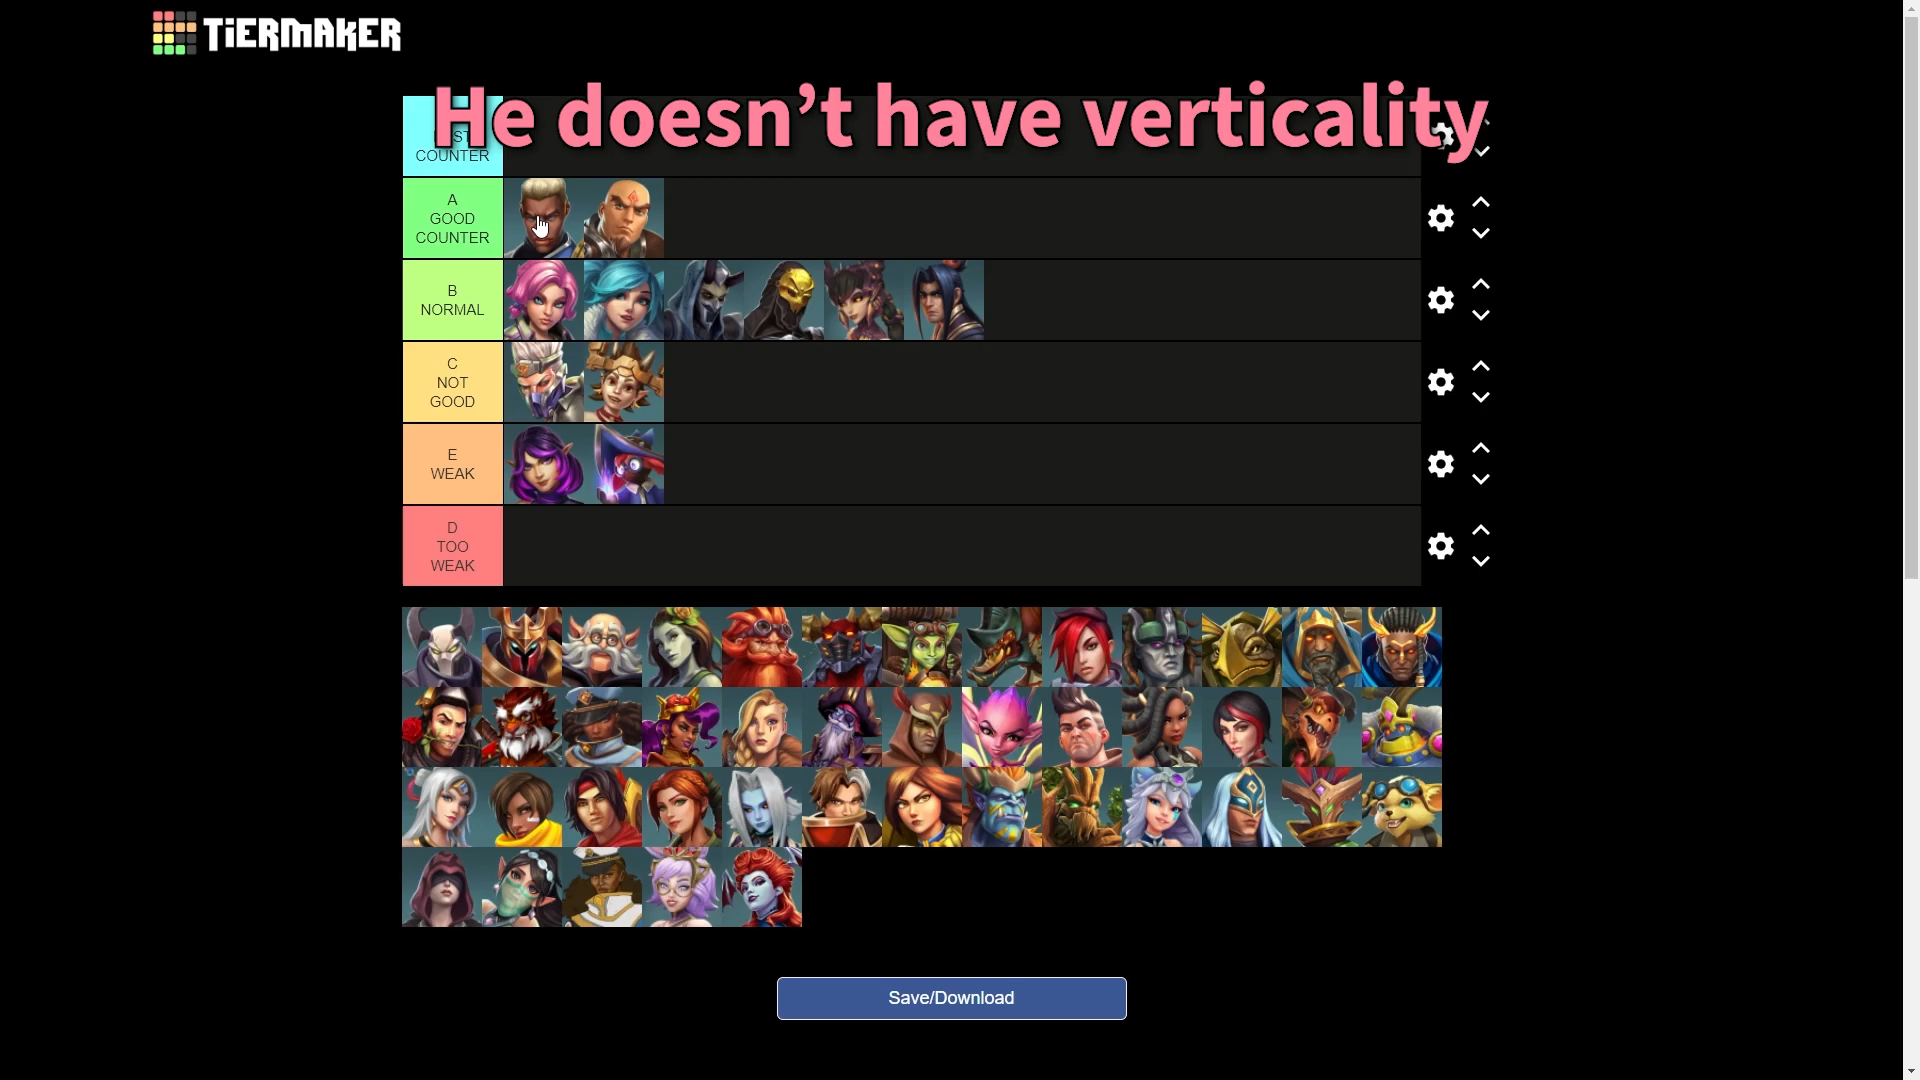 TiERMAKER
He doesn't have verticality
COUNTER
A
GOOD
COUNTER
B
NORMAL
C
NOT
GOOD
E
WEAK
D
TOO
WEAK
Save/Download